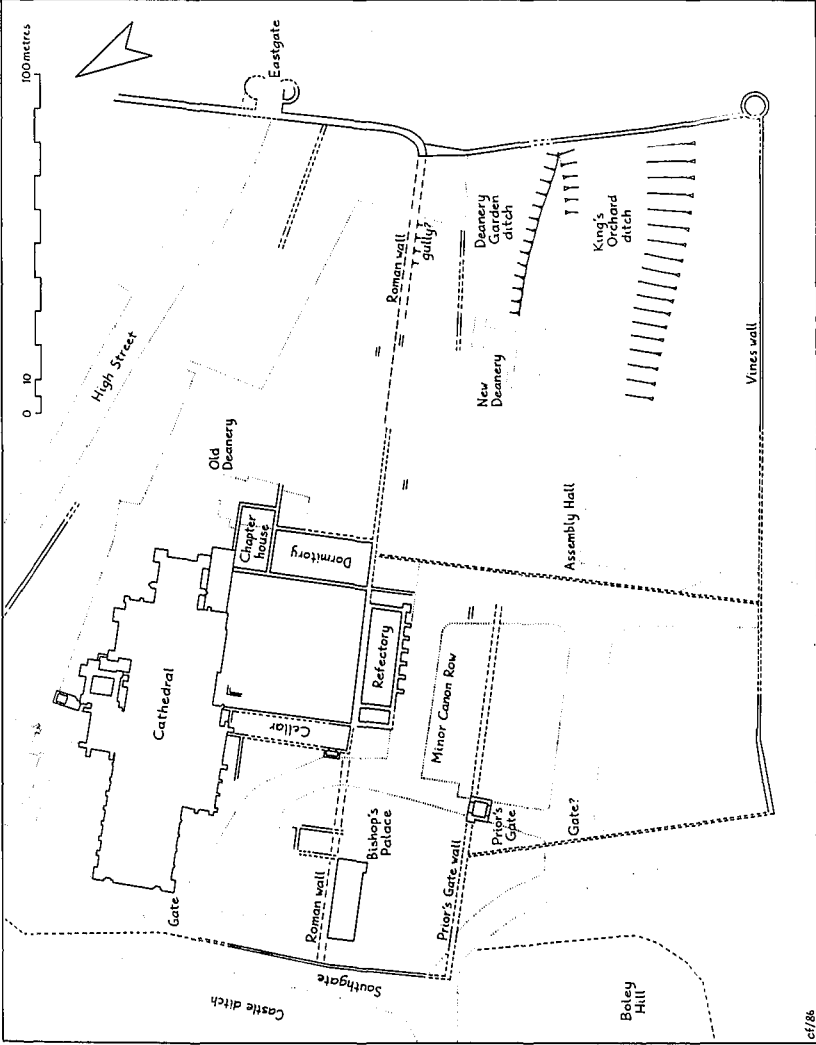 100 metres
0 10
Eastgate
High Street
Old
Deanery
Roman wall
gully?
Deanery
Garden
ditch
King's
Orchard
ditch
New
Deanery
Vines wall
Assembly Hall
Chapter
house
Dormitory
Cathedral
Cellar
Refectory
Minor Canon Row
Gate
Bishop's
Palace
Roman wall
Prior's Gate wall
Prior's
Gate
Gate?
Southgate
Castle ditch
Boley
Hill
cf/86